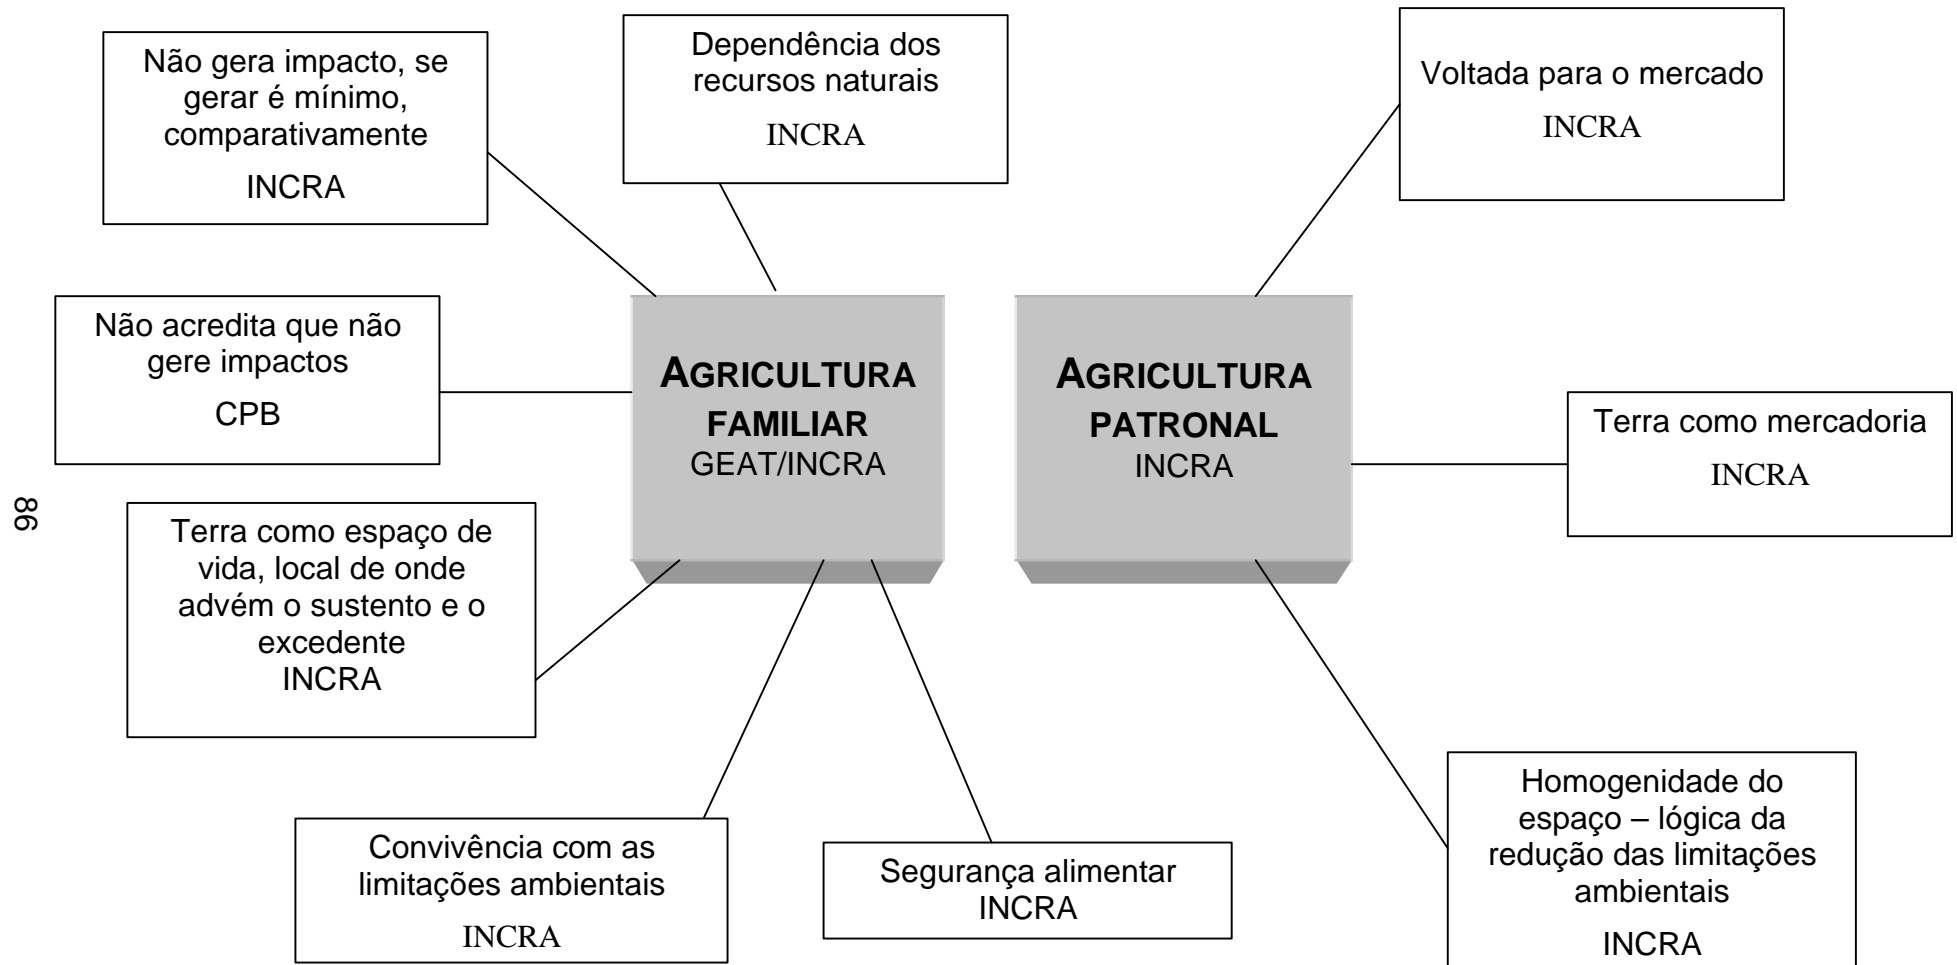 Não gera impacto, se
gerar é mínimo,
comparativamente
INCRA
Dependência dos
recursos naturais
INCRA
Voltada para o mercado
INCRA
Não acredita que não
gere impactos
CPB
AGRICULTURA
FAMILIAR
GEAT/INCRA
AGRICULTURA
PATRONAL
INCRA
Terra como mercadoria
INCRA
86
Terra como espaço de
vida, local de onde
advém o sustento e o
excedente
INCRA
Convivência com as
limitações ambientais
INCRA
Segurança alimentar
INCRA
Homogenidade do
espaço – lógica da
redução das limitações
ambientais
INCRA